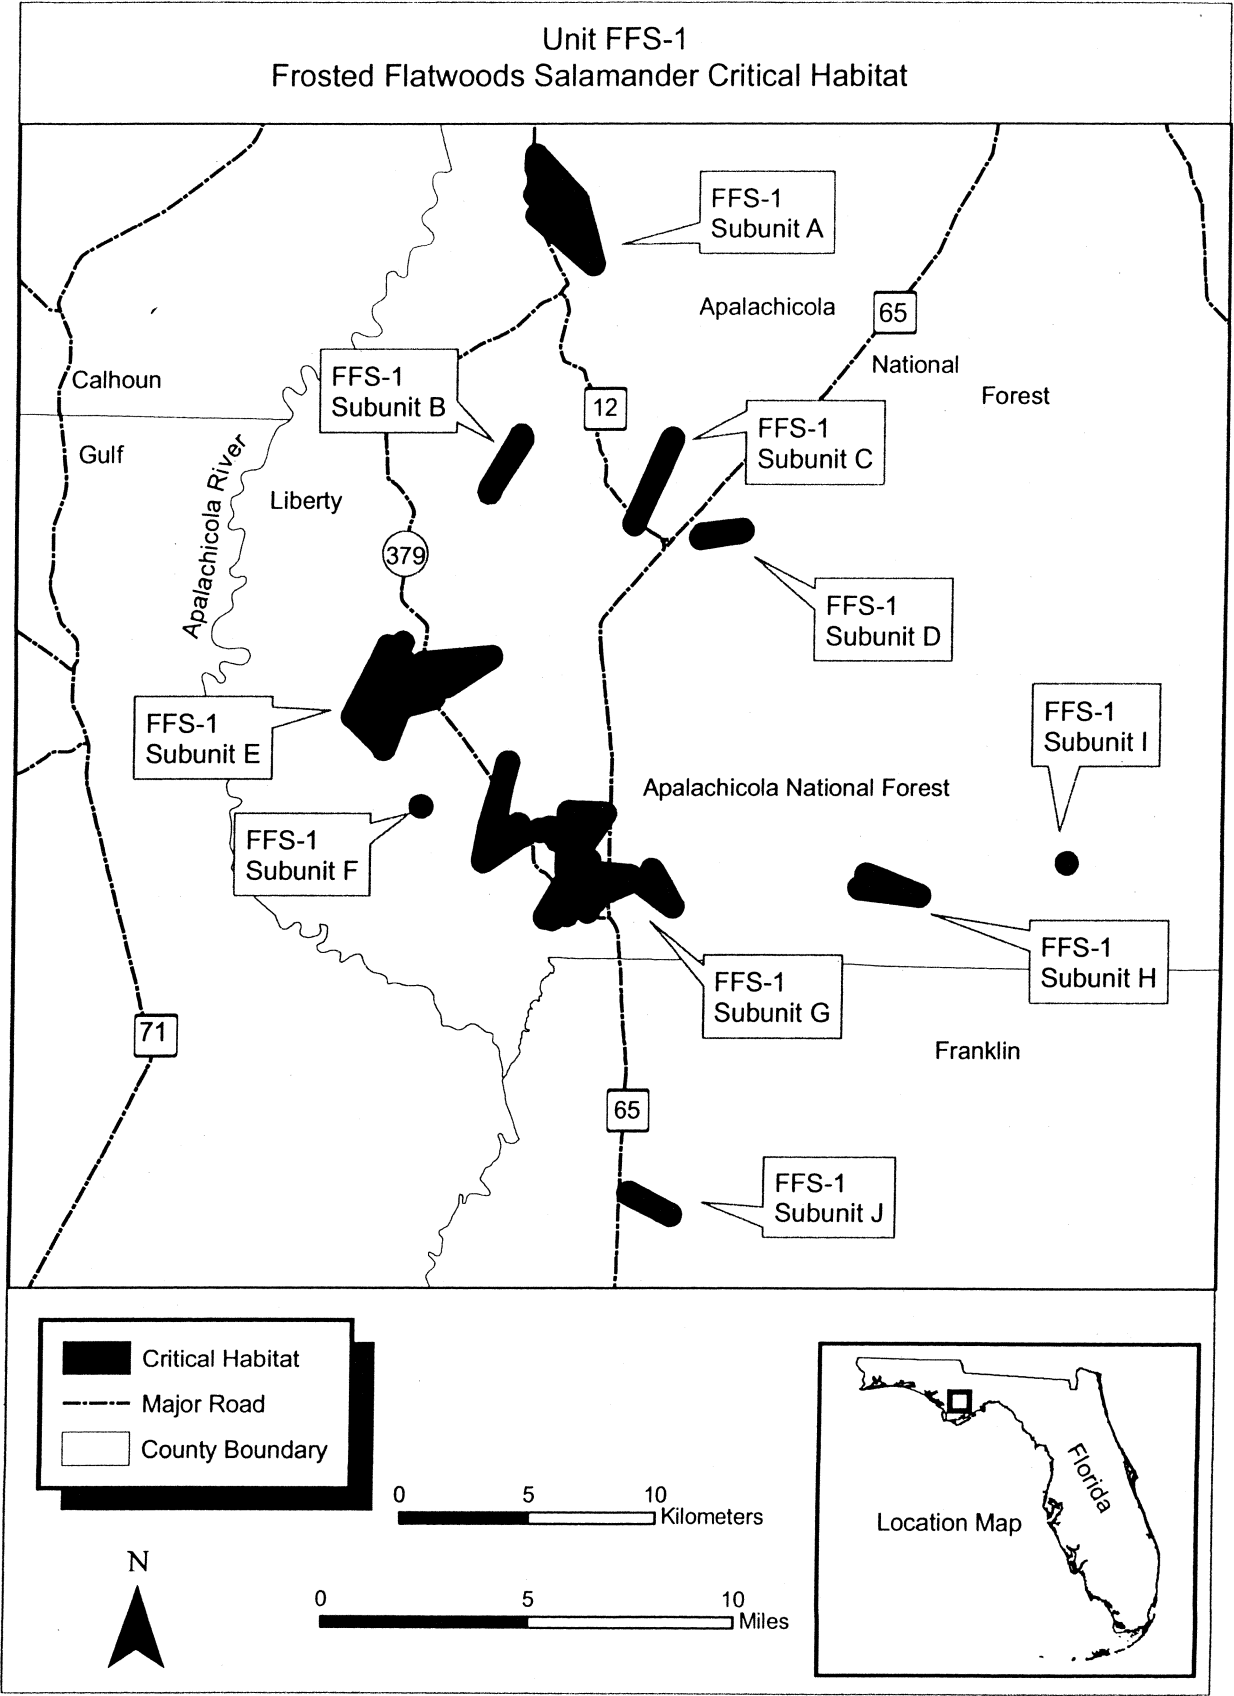 Unit FFS-1
Frosted Flatwoods Salamander Critical Habitat
FFS-1
Subunit A
Apalachicola
65
National
Forest
Calhoun
FFS-1
Subunit B
12
FFS-1
Subunit C
Gulf
Apalachicola River
Liberty
379
FFS-1
Subunit D
FFS-1
Subunit E
FFS-1
Subunit I
Apalachicola National Forest
FFS-1
Subunit F
FFS-1
Subunit H
FFS-1
Subunit G
71
Franklin
65
FFS-1
Subunit J
Critical Habitat
Major Road
County Boundary
0 5 10
Kilometers
N
0 5 10
Miles
Florida
Location Map